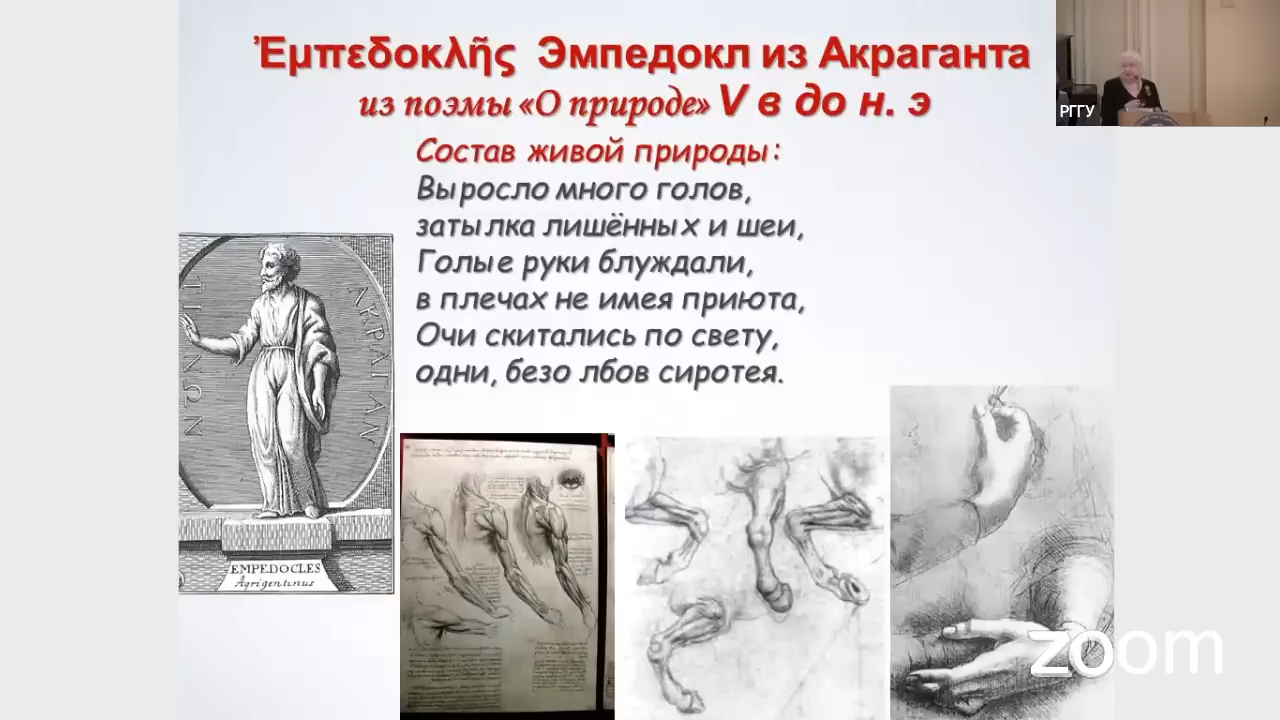 Ἐμπεδοκλῆς Эмпедокл из Акраганта
из поэмы «О природе» V в до н. э
РГГУ
Состав живой природы:
Выросло много голов,
затылка лишённых и шеи,
Голые руки блуждали,
в плечах не имея приюта,
Очи скитались по свету,
одни, безо лбов сиротея.
ΑΚΡΑΓΑΝ
EMPEDOCLES
Agrigentinus
zoom